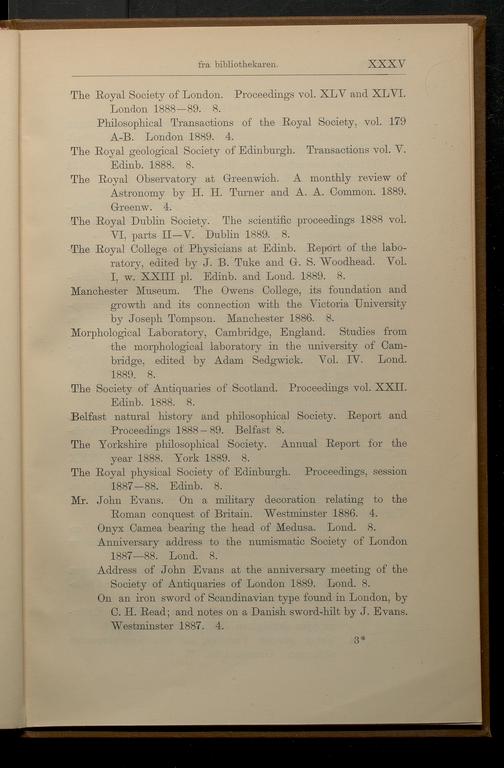 fra bibliothekaren. XXXV
The Royal Society of London. Proceedings vol. XLV and XLVI.
London 1888—89. 8.
Philosophical Transactions of the Royal Society, vol. 179
A-B. London 1889. 4.
The Royal geological Society of Edinburgh. Transactions vol. V.
Edinb. 1888. 8.
The Royal Observatory at Greenwich. A monthly review of
Astronomy by H. H. Turner and A. A. Common. 1889.
Greenw. 4.
The Royal Dublin Society. The scientific proceedings 1888 vol.
VI, parts II—V. Dublin 1889. 8.
The Royal College of Physicians at Edinb. Report of the labo-
ratory, edited by J. B. Tuke and G. S. Woodhead. Vol.
I, w. XXIII pl. Edinb. and Lond. 1889. 8.
Manchester Museum. The Owens College, its foundation and
growth and its connection with the Victoria University
by Joseph Tompson. Manchester 1886. 8.
Morphological Laboratory, Cambridge, England. Studies from
the morphological laboratory in the university of Cam-
bridge, edited by Adam Sedgwick. Vol. IV. Lond.
1889. 8.
The Society of Antiquaries of Scotland. Proceedings vol. XXII.
Edinb. 1888. 8.
Belfast natural history and philosophical Society. Report and
Proceedings 1888–89. Belfast 8.
The Yorkshire philosophical Society. Annual Report for the
year 1888. York 1889. 8.
The Royal physical Society of Edinburgh. Proceedings, session
1887—88. Edinb. 8.
Mr. John Evans. On a military decoration relating to the
Roman conquest of Britain. Westminster 1886. 4.
Onyx Camea bearing the head of Medusa. Lond. 8.
Anniversary address to the numismatic Society of London
1887—88. Lond. 8.
Address of John Evans at the anniversary meeting of the
Society of Antiquaries of London 1889. Lond. 8.
On an iron sword of Scandinavian type found in London, by
C. H. Read; and notes on a Danish sword-hilt by J. Evans.
Westminster 1887. 4.
3*